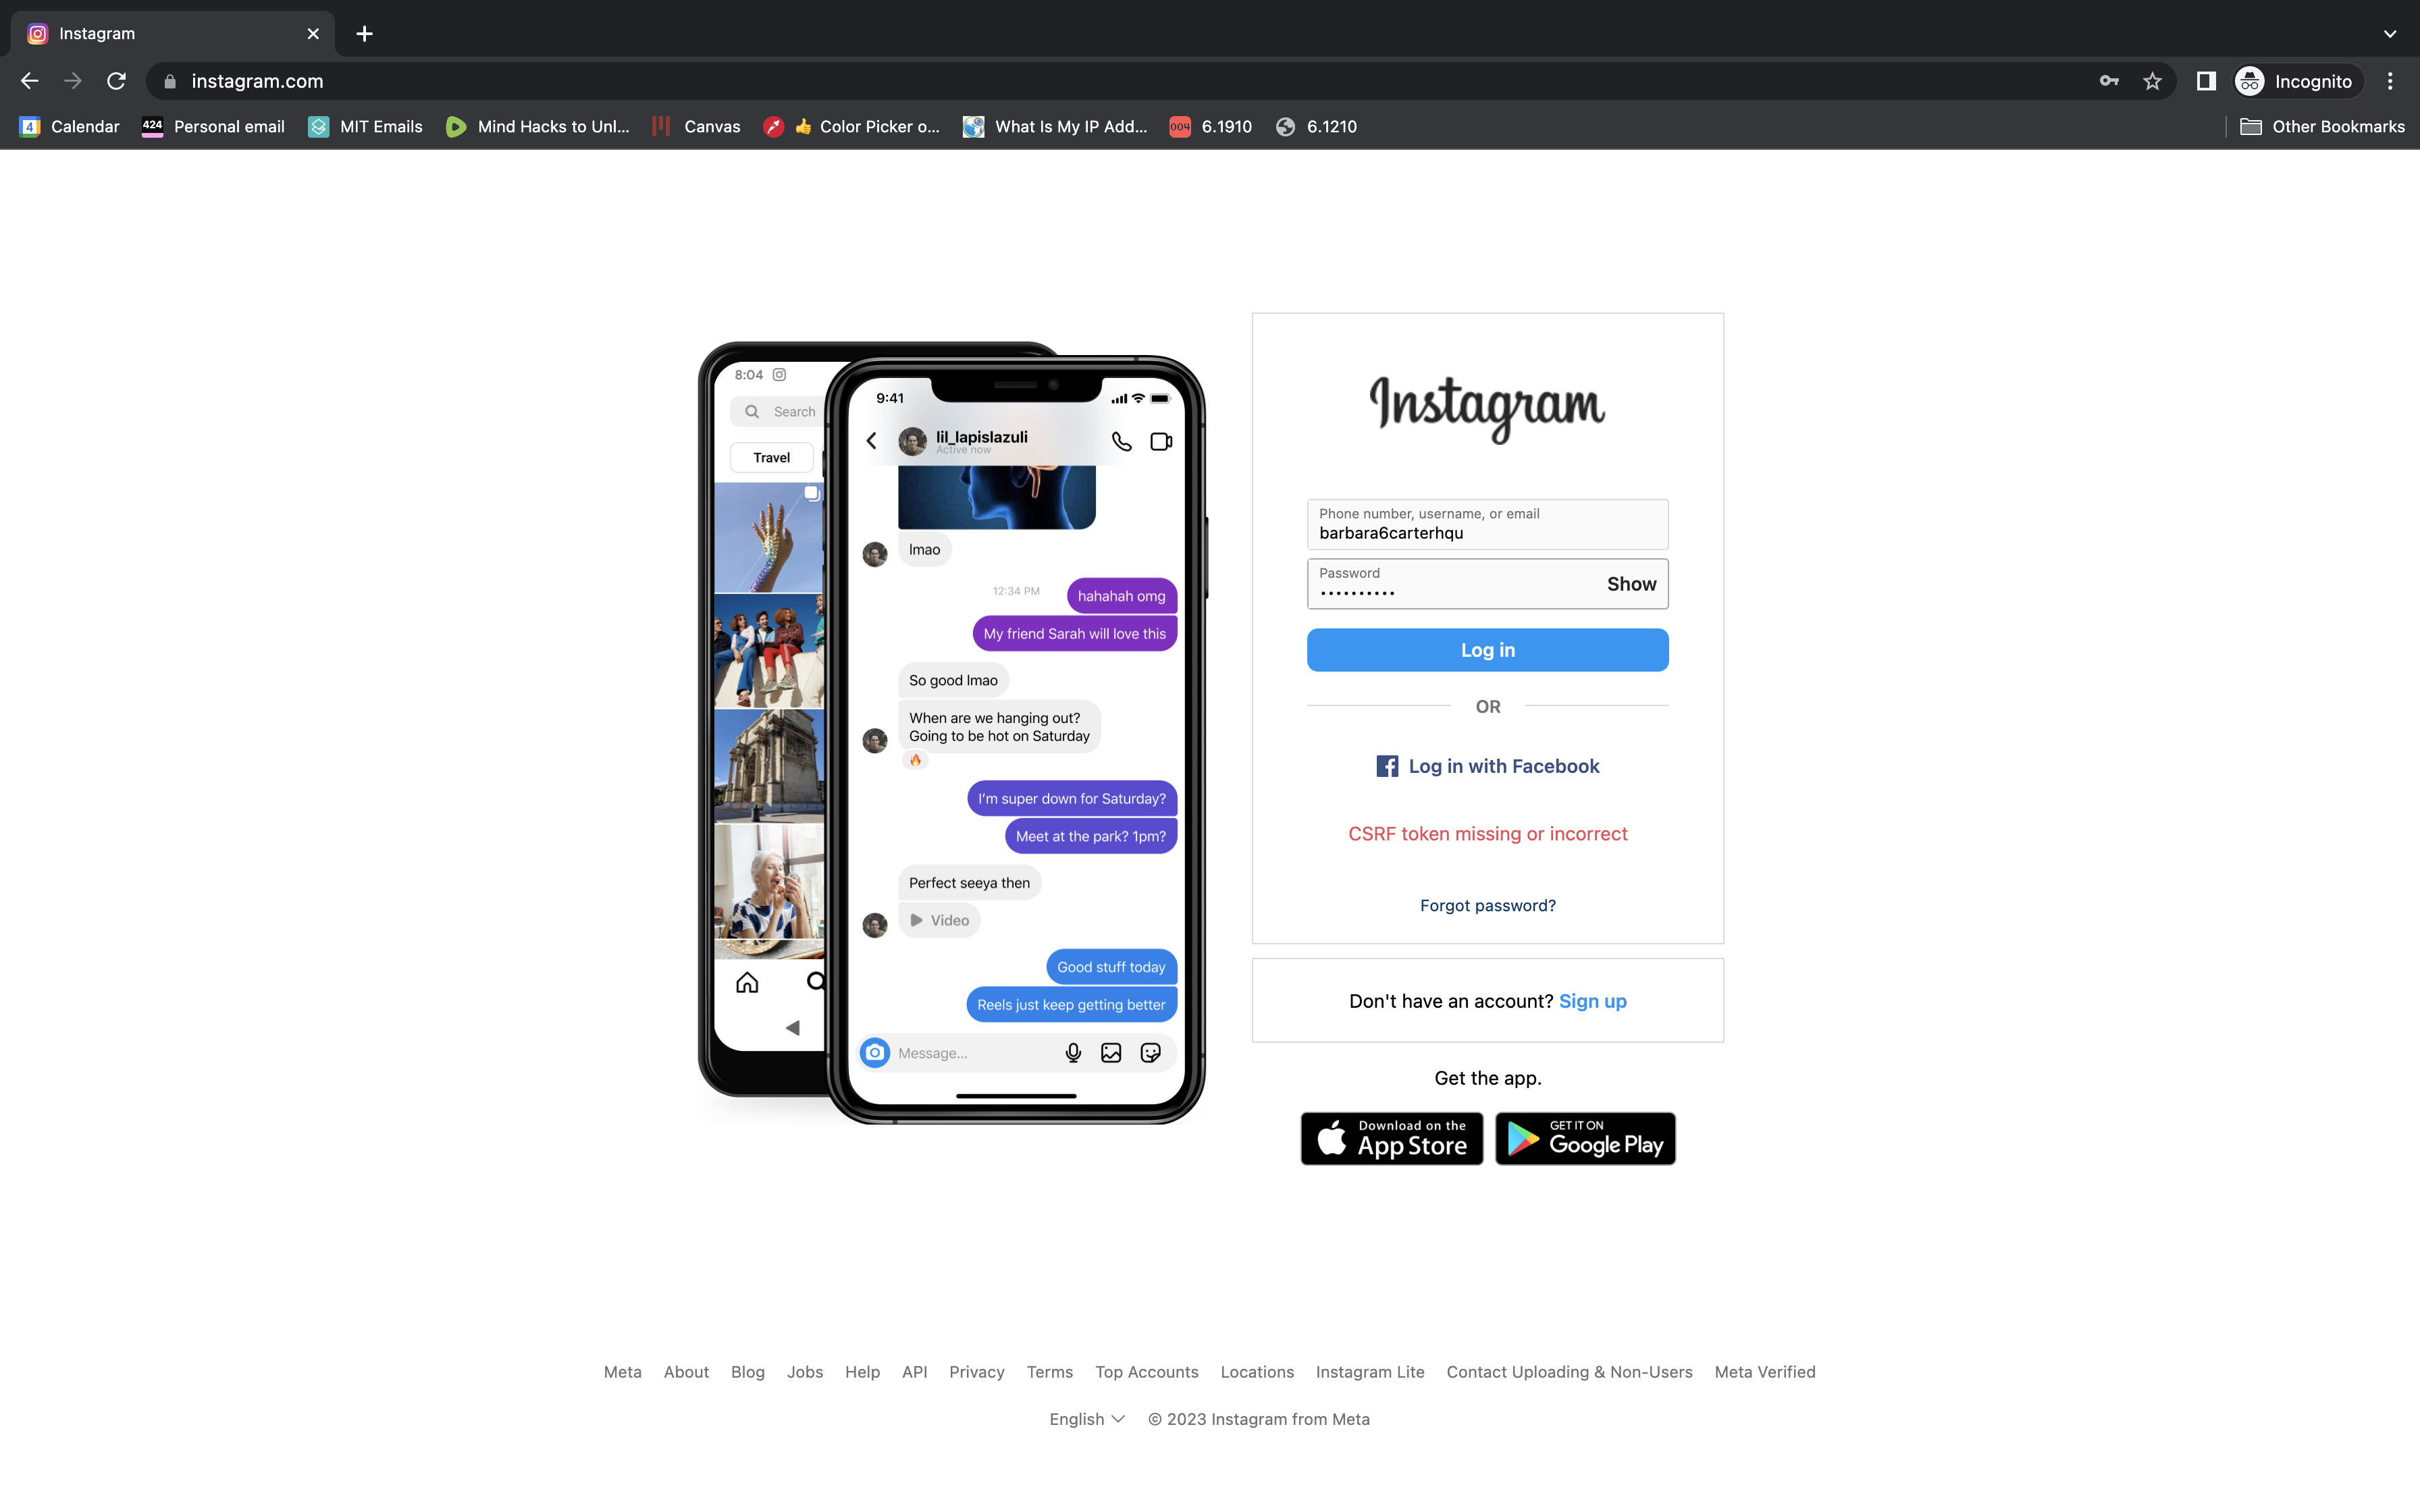 Instagram
instagram.com
Incognito
4 Calendar
424 Personal email
MIT Emails
Mind Hacks to Unl...
Canvas
👍 Color Picker o...
What Is My IP Add...
004 6.1910
6.1210
Other Bookmarks
8:04
Search
Travel
9:41
lil_lapislazuli
Active now
lmao
12:34 PM
hahahah omg
My friend Sarah will love this
So good lmao
When are we hanging out?
Going to be hot on Saturday
🔥
I'm super down for Saturday?
Meet at the park? 1pm?
Perfect seeya then
Video
Good stuff today
Reels just keep getting better
Message...
Instagram
Phone number, username, or email
barbara6carterhqu
Password
••••••••••
Show
Log in
OR
Log in with Facebook
CSRF token missing or incorrect
Forgot password?
Don't have an account? Sign up
Get the app.
Download on the
App Store
GET IT ON
Google Play
Meta About Blog Jobs Help API Privacy Terms Top Accounts Locations Instagram Lite Contact Uploading & Non-Users Meta Verified
English © 2023 Instagram from Meta